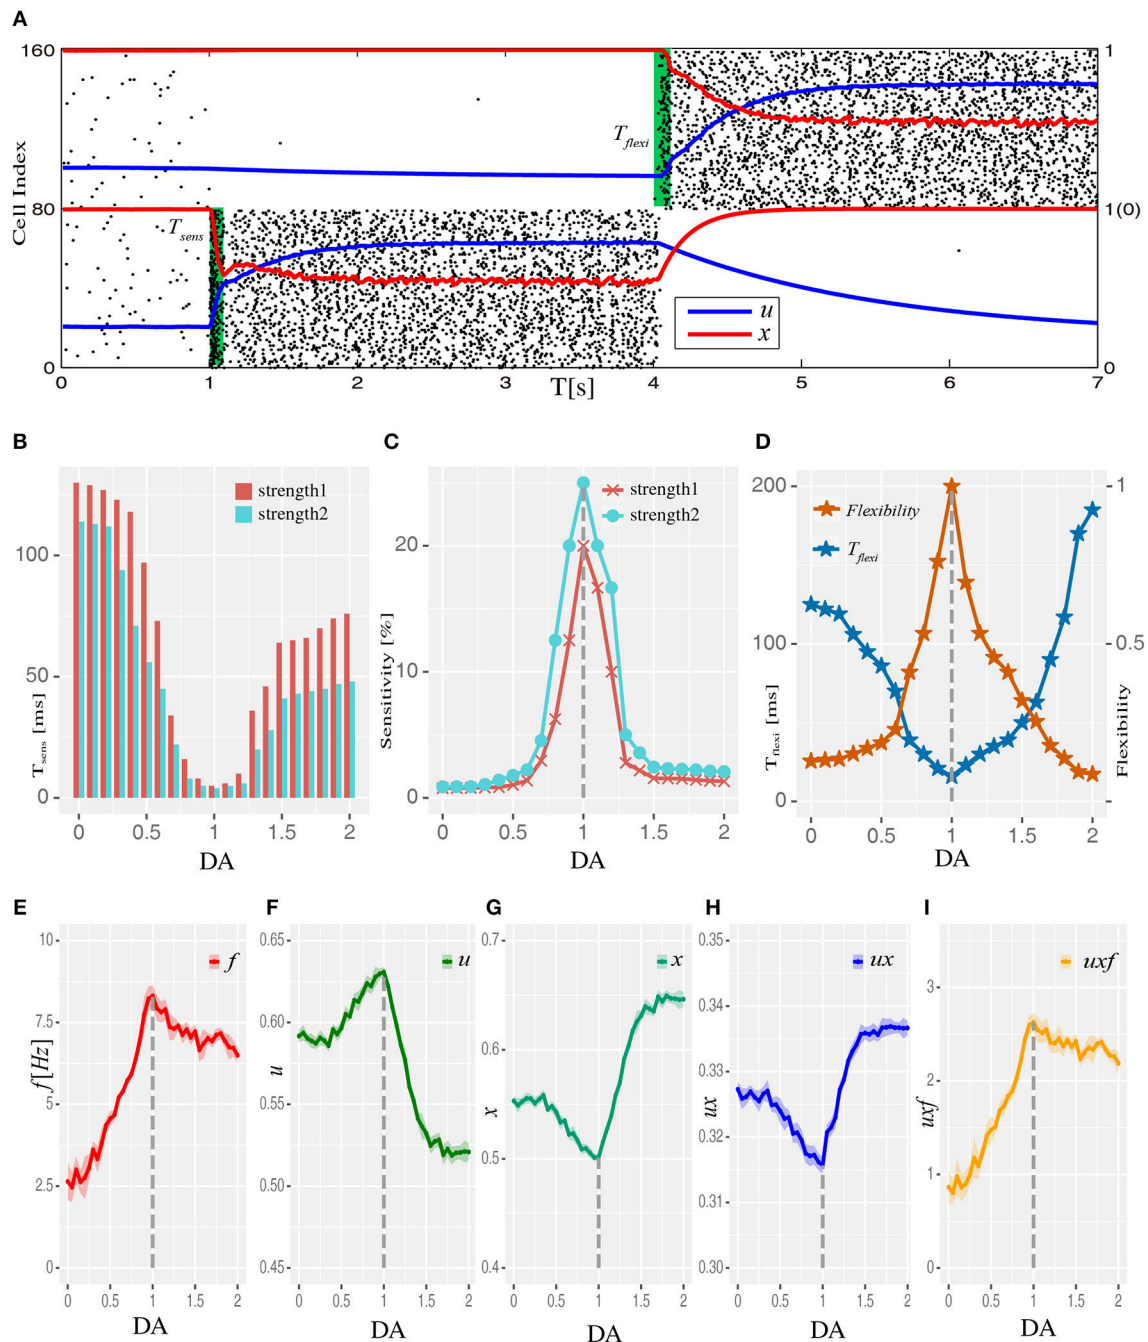 A
160
1
T flexi
Cell Index
80
1(0)
T sens
u
x
0
0
0 1 2 3 4 5 6 7
T[s]
B
strength1
strength2
100
50
0
T sens [ms]
0 0.5 1 1.5 2
DA
C
strength1
strength2
20
10
0
Sensitivity [%]
0 0.5 1 1.5 2
DA
D
200
1
Flexibility
T flexi
100
0.5
0
0
T flexi [ms]
Flexibility
0 0.5 1 1.5 2
DA
E
10
f
7.5
5
2.5
0
f[Hz]
0 0.5 1 1.5 2
DA
F
0.65
u
0.60
0.55
0.50
0.45
u
0 0.5 1 1.5 2
DA
G
0.7
x
0.6
0.5
0.4
x
0 0.5 1 1.5 2
DA
H
0.35
ux
0.34
0.33
0.32
0.315
0.30
ux
0 0.5 1 1.5 2
DA
I
uxf
3
2
1
0
uxf
0 0.5 1 1.5 2
DA